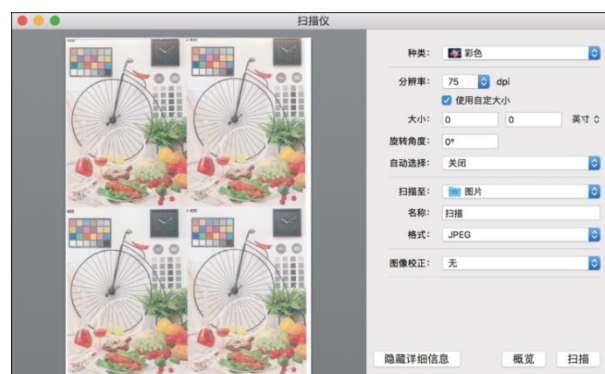 扫描仪
种类： 彩色
分辨率： 75 dpi
使用自定大小
大小： 0 0 英寸
旋转角度： 0°
自动选择： 关闭
扫描至： 图片
名称： 扫描
格式： JPEG
图像校正： 无
隐藏详细信息 概览 扫描